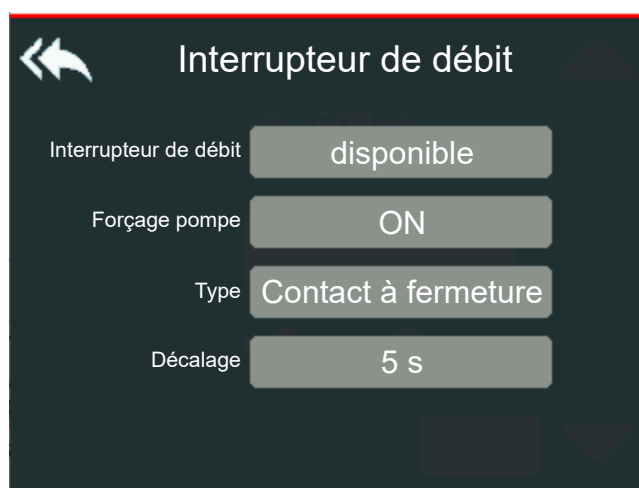 Interrupteur de débit
Interrupteur de débit disponible
Forçage pompe ON
Type Contact à fermeture
Décalage 5 s